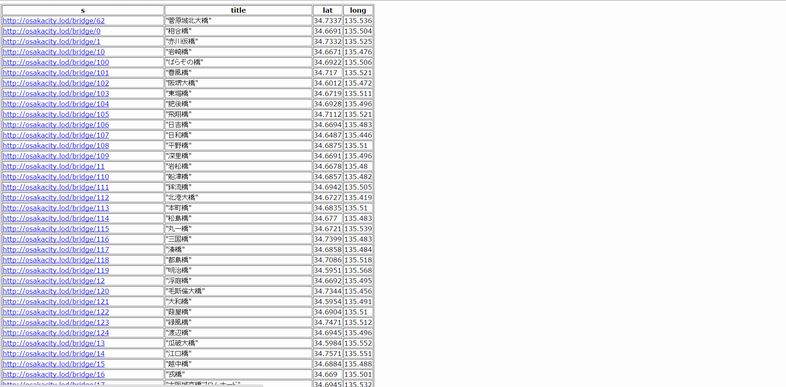 s title lat long
http://osakacity.lod/bridge/62 "菅原城北大橋" 34.7337 135.536
http://osakacity.lod/bridge/0 "相合橋" 34.6691 135.504
http://osakacity.lod/bridge/1 "赤川仮橋" 34.7332 135.525
http://osakacity.lod/bridge/10 "岩崎橋" 34.6671 135.476
http://osakacity.lod/bridge/100 "ばらぞの橋" 34.6922 135.506
http://osakacity.lod/bridge/101 "春風橋" 34.717 135.521
http://osakacity.lod/bridge/102 "阪堺大橋" 34.6012 135.472
http://osakacity.lod/bridge/103 "東堀橋" 34.6719 135.511
http://osakacity.lod/bridge/104 "肥後橋" 34.6928 135.496
http://osakacity.lod/bridge/105 "飛翔橋" 34.7112 135.521
http://osakacity.lod/bridge/106 "日吉橋" 34.6694 135.483
http://osakacity.lod/bridge/107 "日和橋" 34.6487 135.446
http://osakacity.lod/bridge/108 "平野橋" 34.6875 135.51
http://osakacity.lod/bridge/109 "深里橋" 34.6691 135.496
http://osakacity.lod/bridge/11 "岩松橋" 34.6678 135.48
http://osakacity.lod/bridge/110 "船津橋" 34.6857 135.482
http://osakacity.lod/bridge/111 "鉾流橋" 34.6942 135.505
http://osakacity.lod/bridge/112 "北港大橋" 34.6727 135.419
http://osakacity.lod/bridge/113 "本町橋" 34.6835 135.51
http://osakacity.lod/bridge/114 "松島橋" 34.677 135.483
http://osakacity.lod/bridge/115 "丸一橋" 34.6721 135.539
http://osakacity.lod/bridge/116 "三国橋" 34.7399 135.483
http://osakacity.lod/bridge/117 "湊橋" 34.6858 135.484
http://osakacity.lod/bridge/118 "都島橋" 34.7086 135.518
http://osakacity.lod/bridge/119 "明治橋" 34.5951 135.568
http://osakacity.lod/bridge/12 "浮庭橋" 34.6692 135.495
http://osakacity.lod/bridge/120 "毛斯倫大橋" 34.7344 135.456
http://osakacity.lod/bridge/121 "大和橋" 34.5954 135.491
http://osakacity.lod/bridge/122 "葭屋橋" 34.6904 135.51
http://osakacity.lod/bridge/123 "緑風橋" 34.7471 135.512
http://osakacity.lod/bridge/124 "渡辺橋" 34.6945 135.496
http://osakacity.lod/bridge/13 "瓜破大橋" 34.5984 135.552
http://osakacity.lod/bridge/14 "江口橋" 34.7571 135.551
http://osakacity.lod/bridge/15 "越中橋" 34.6884 135.488
http://osakacity.lod/bridge/16 "戎橋" 34.669 135.501
http://osakacity.lod/bridge/17 "大阪城京橋プロムナード" 34.6945 135.532